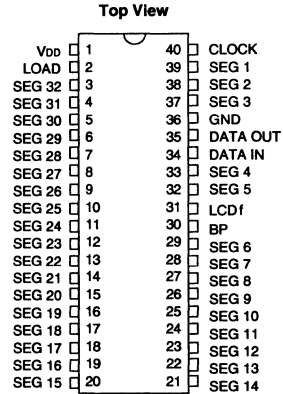 Top View
VDD 1 40 CLOCK
LOAD 2 39 SEG 1
SEG 32 3 38 SEG 2
SEG 31 4 37 SEG 3
SEG 30 5 36 GND
SEG 29 6 35 DATA OUT
SEG 28 7 34 DATA IN
SEG 27 8 33 SEG 4
SEG 26 9 32 SEG 5
SEG 25 10 31 LCDf
SEG 24 11 30 BP
SEG 23 12 29 SEG 6
SEG 22 13 28 SEG 7
SEG 21 14 27 SEG 8
SEG 20 15 26 SEG 9
SEG 19 16 25 SEG 10
SEG 18 17 24 SEG 11
SEG 17 18 23 SEG 12
SEG 16 19 22 SEG 13
SEG 15 20 21 SEG 14